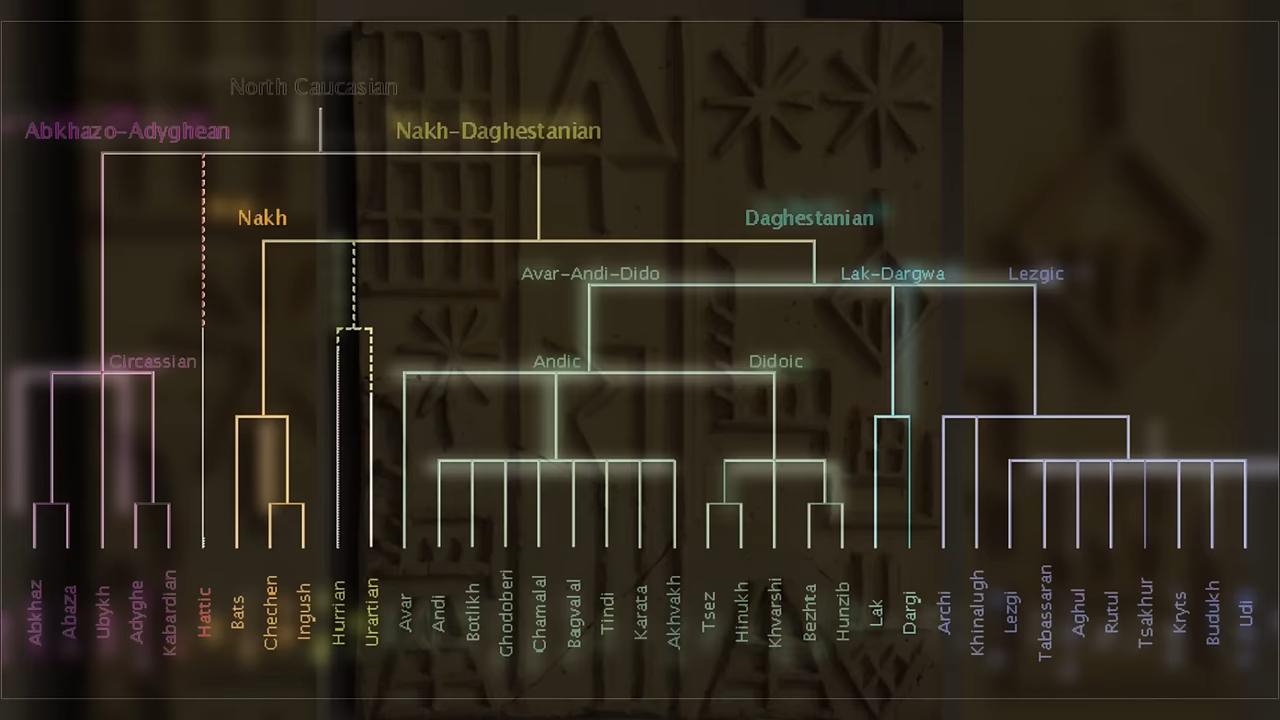 North Caucasian
Abkhazo-Adyghean
Nakh-Daghestanian
Nakh
Daghestanian
Avar-Andi-Dido
Lak-Dargwa
Lezgic
Circassian
Andic
Didoic
Abkhaz
Abaza
Ubykh
Adyghe
Kabardian
Hattic
Bats
Chechen
Ingush
Hurrian
Urartian
Avar
Andi
Botlikh
Ghodoberi
Chamalal
Bagvalal
Tindi
Karata
Akhvakh
Tsez
Hinukh
Khvarshi
Bezhta
Hunzib
Lak
Dargi
Archi
Khinalugh
Lezgi
Tabassaran
Aghul
Rutul
Tsakhur
Kryts
Budukh
Udi